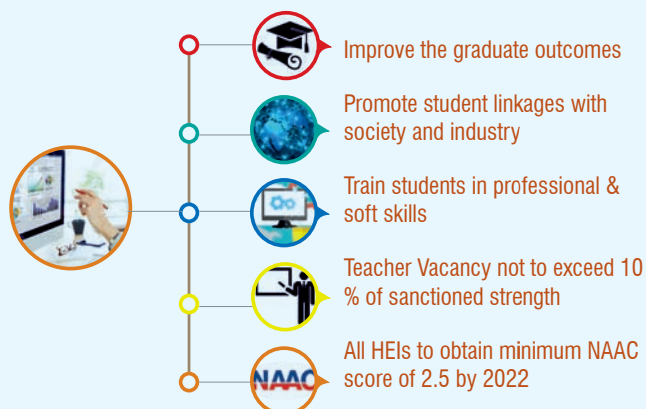 Improve the graduate outcomes
Promote student linkages with
society and industry
Train students in professional &
soft skills
Teacher Vacancy not to exceed 10
% of sanctioned strength
NAAC
All HEIs to obtain minimum NAAC
score of 2.5 by 2022